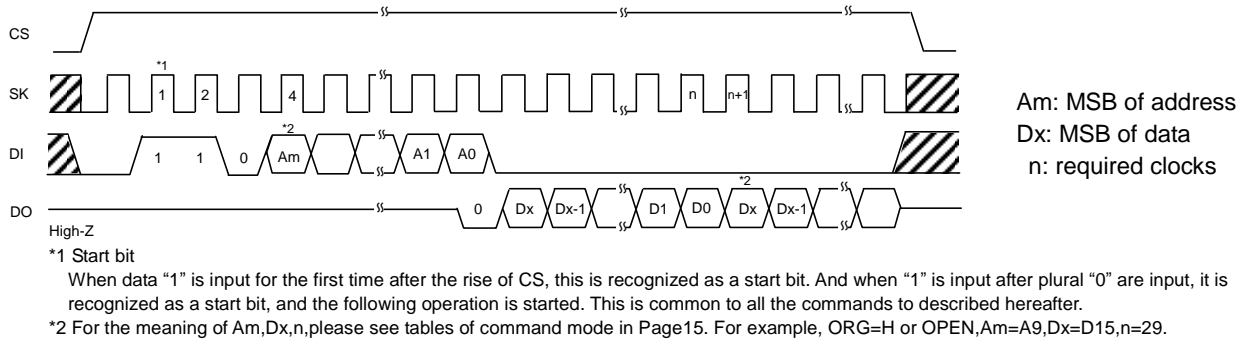 CS
*1
SK 1 2 4 n n+1
*2
DI 1 1 0 Am A1 A0
*2
DO 0 Dx Dx-1 D1 D0 Dx Dx-1
High-Z
Am: MSB of address
Dx: MSB of data
n: required clocks
*1 Start bit
When data “1” is input for the first time after the rise of CS, this is recognized as a start bit. And when “1” is input after plural “0” are input, it is
recognized as a start bit, and the following operation is started. This is common to all the commands to described hereafter.
*2 For the meaning of Am,Dx,n,please see tables of command mode in Page15. For example, ORG=H or OPEN,Am=A9,Dx=D15,n=29.